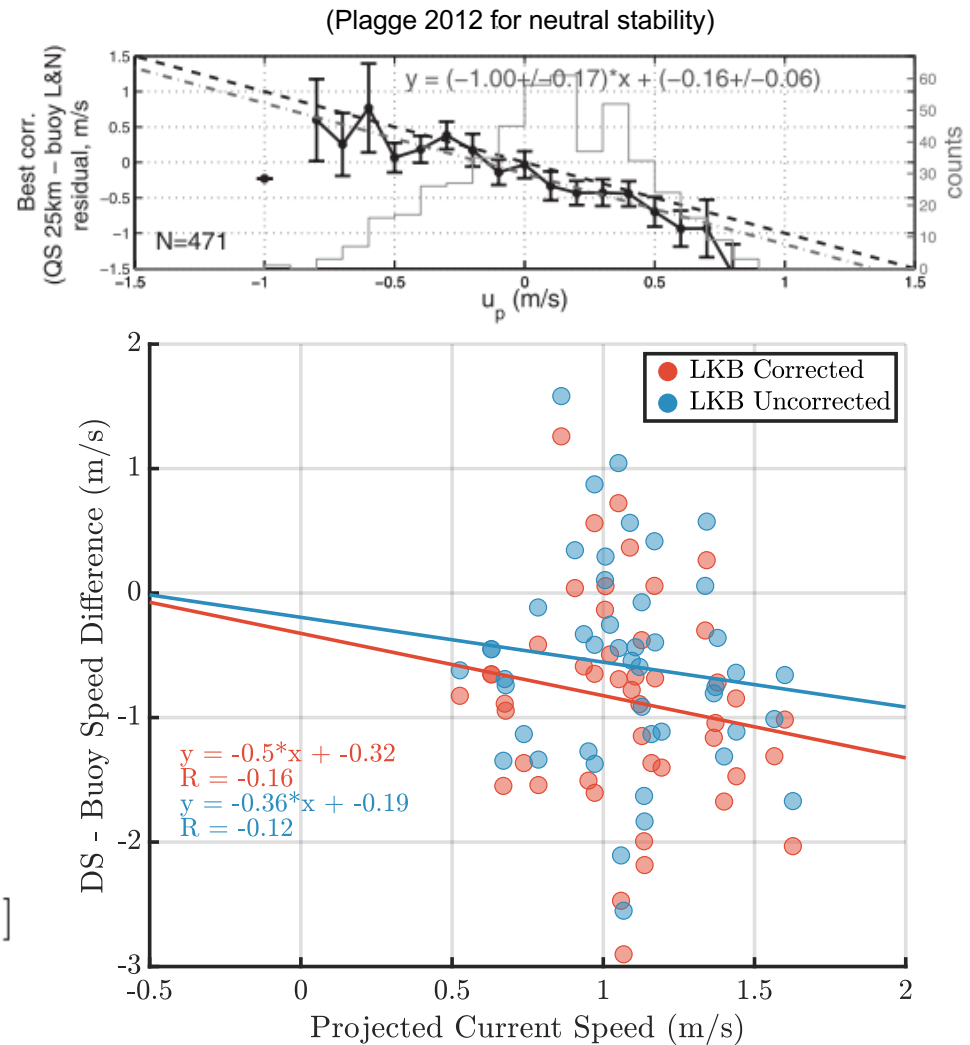 (Plagge 2012 for neutral stability)
Best corr.
(QS 25km – buoy L&N)
residual, m/s
1.5
1
0.5
0
−0.5
−1
−1.5
y = (−1.00+/−0.17)*x + (−0.16+/−0.06)
N=471
60
50
40
30
20
10
0
counts
−1.5
−1
−0.5
0
0.5
1
1.5
u_p (m/s)
LKB Corrected
LKB Uncorrected
DS - Buoy Speed Difference (m/s)
2
1
0
-1
-2
-3
y = -0.5*x + -0.32
R = -0.16
y = -0.36*x + -0.19
R = -0.12
]
-0.5
0
0.5
1
1.5
2
Projected Current Speed (m/s)